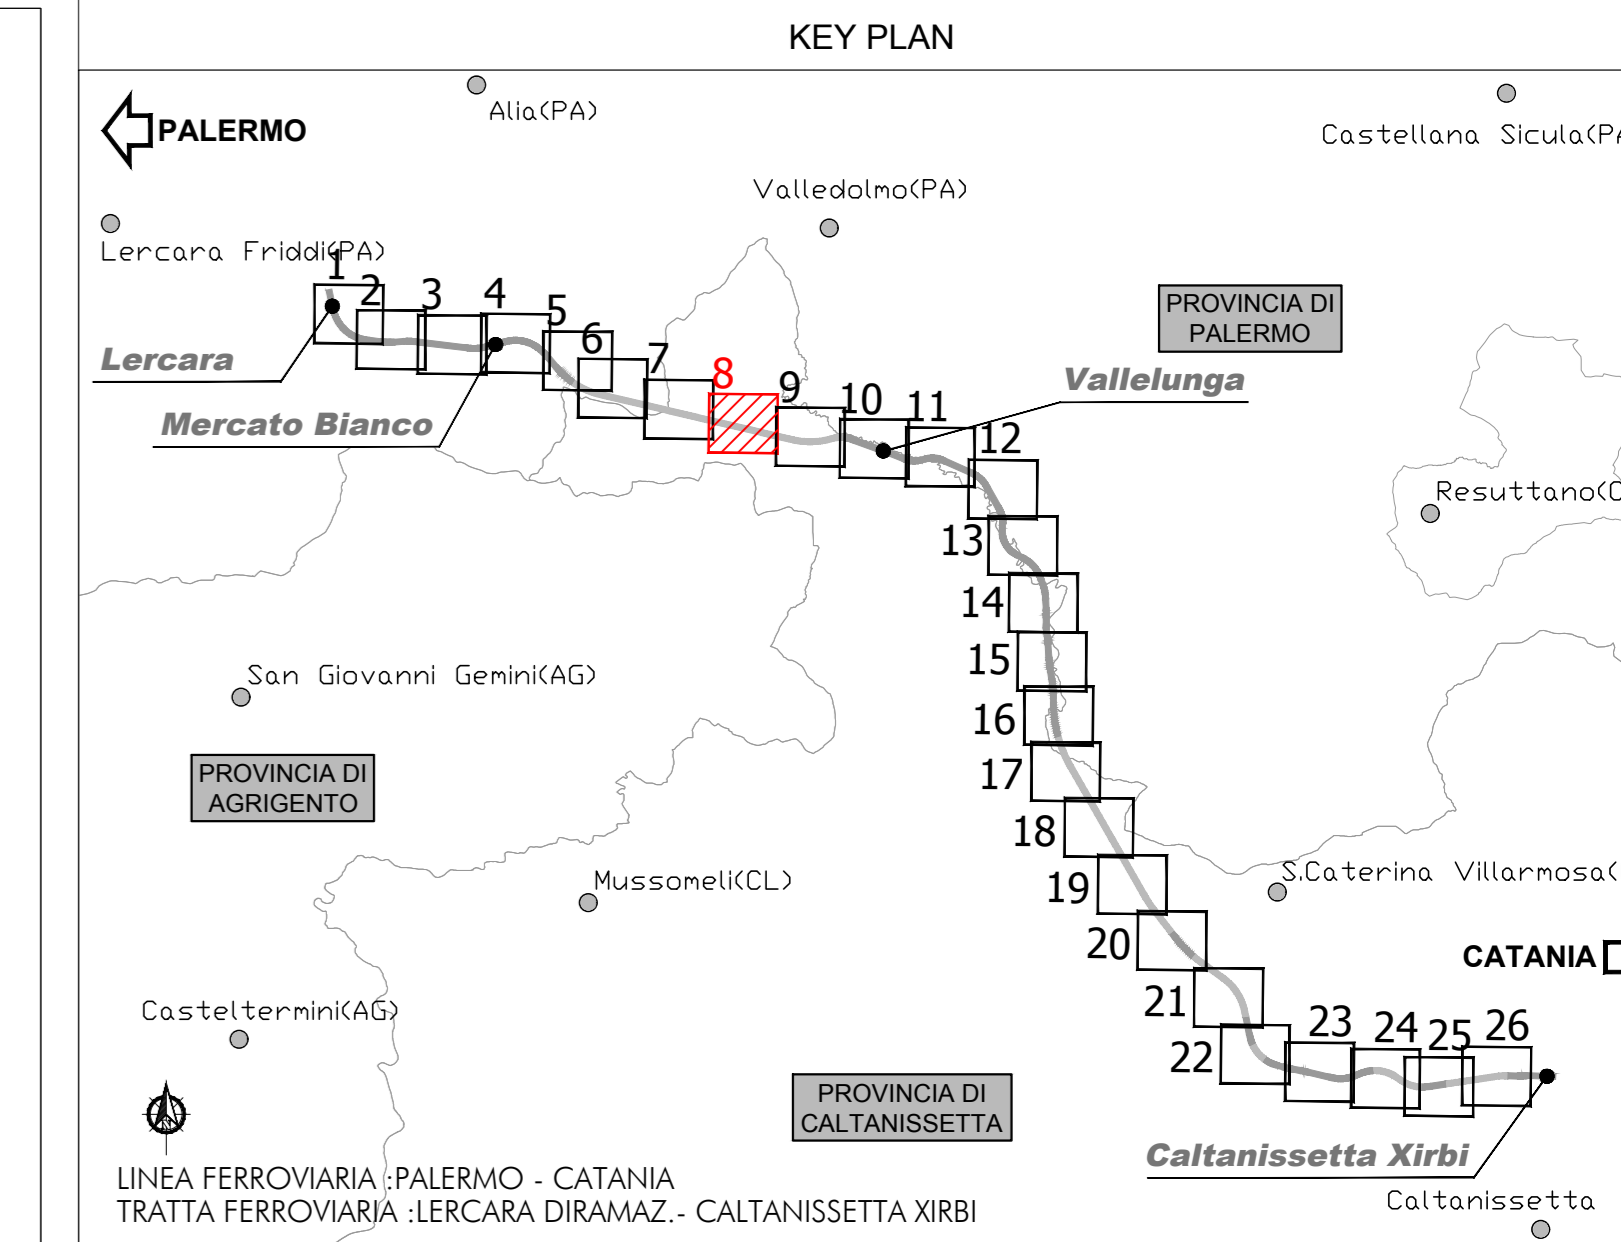 KEY PLAN
Alia(PA)
PALERMO
Castellana Sicula(PA
Valledolmo(PA)
Lercara Friddi(PA)
1
2
3
4
5
6
7
8
9
10
11
12
PROVINCIA DI
PALERMO
Lercara
Mercato Bianco
Vallelunga
Resuttano(C
13
14
15
16
17
18
19
20
21
22
23
24
25
26
San Giovanni Gemini(AG)
PROVINCIA DI
AGRIGENTO
Mussomeli(CL)
S.Caterina Villarmosa(
CATANIA
Casteltermini(AG)
PROVINCIA DI
CALTANISSETTA
Caltanissetta Xirbi
Caltanissetta
LINEA FERROVIARIA :PALERMO - CATANIA
TRATTA FERROVIARIA :LERCARA DIRAMAZ.- CALTANISSETTA XIRBI